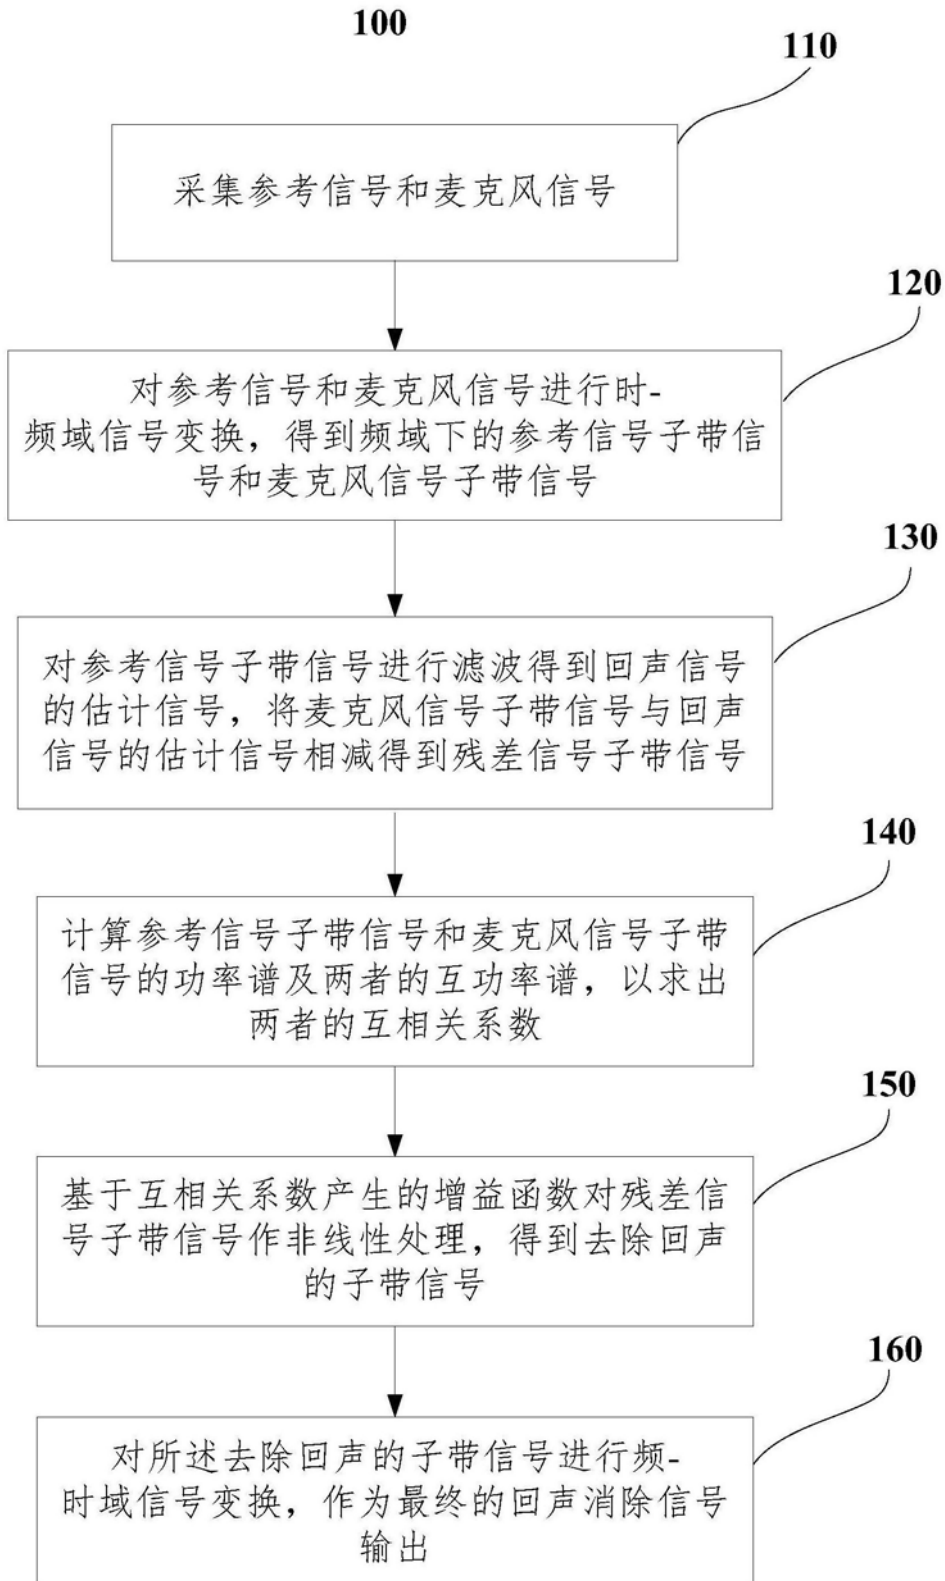 100
110
采集参考信号和麦克风信号
120
对参考信号和麦克风信号进行时-
频域信号变换，得到频域下的参考信号子带信
号和麦克风信号子带信号
130
对参考信号子带信号进行滤波得到回声信号
的估计信号，将麦克风信号子带信号与回声
信号的估计信号相减得到残差信号子带信号
140
计算参考信号子带信号和麦克风信号子带
信号的功率谱及两者的互功率谱，以求出
两者的互相关系数
150
基于互相关系数产生的增益函数对残差信
号子带信号作非线性处理，得到去除回声
的子带信号
160
对所述去除回声的子带信号进行频-
时域信号变换，作为最终的回声消除信号
输出